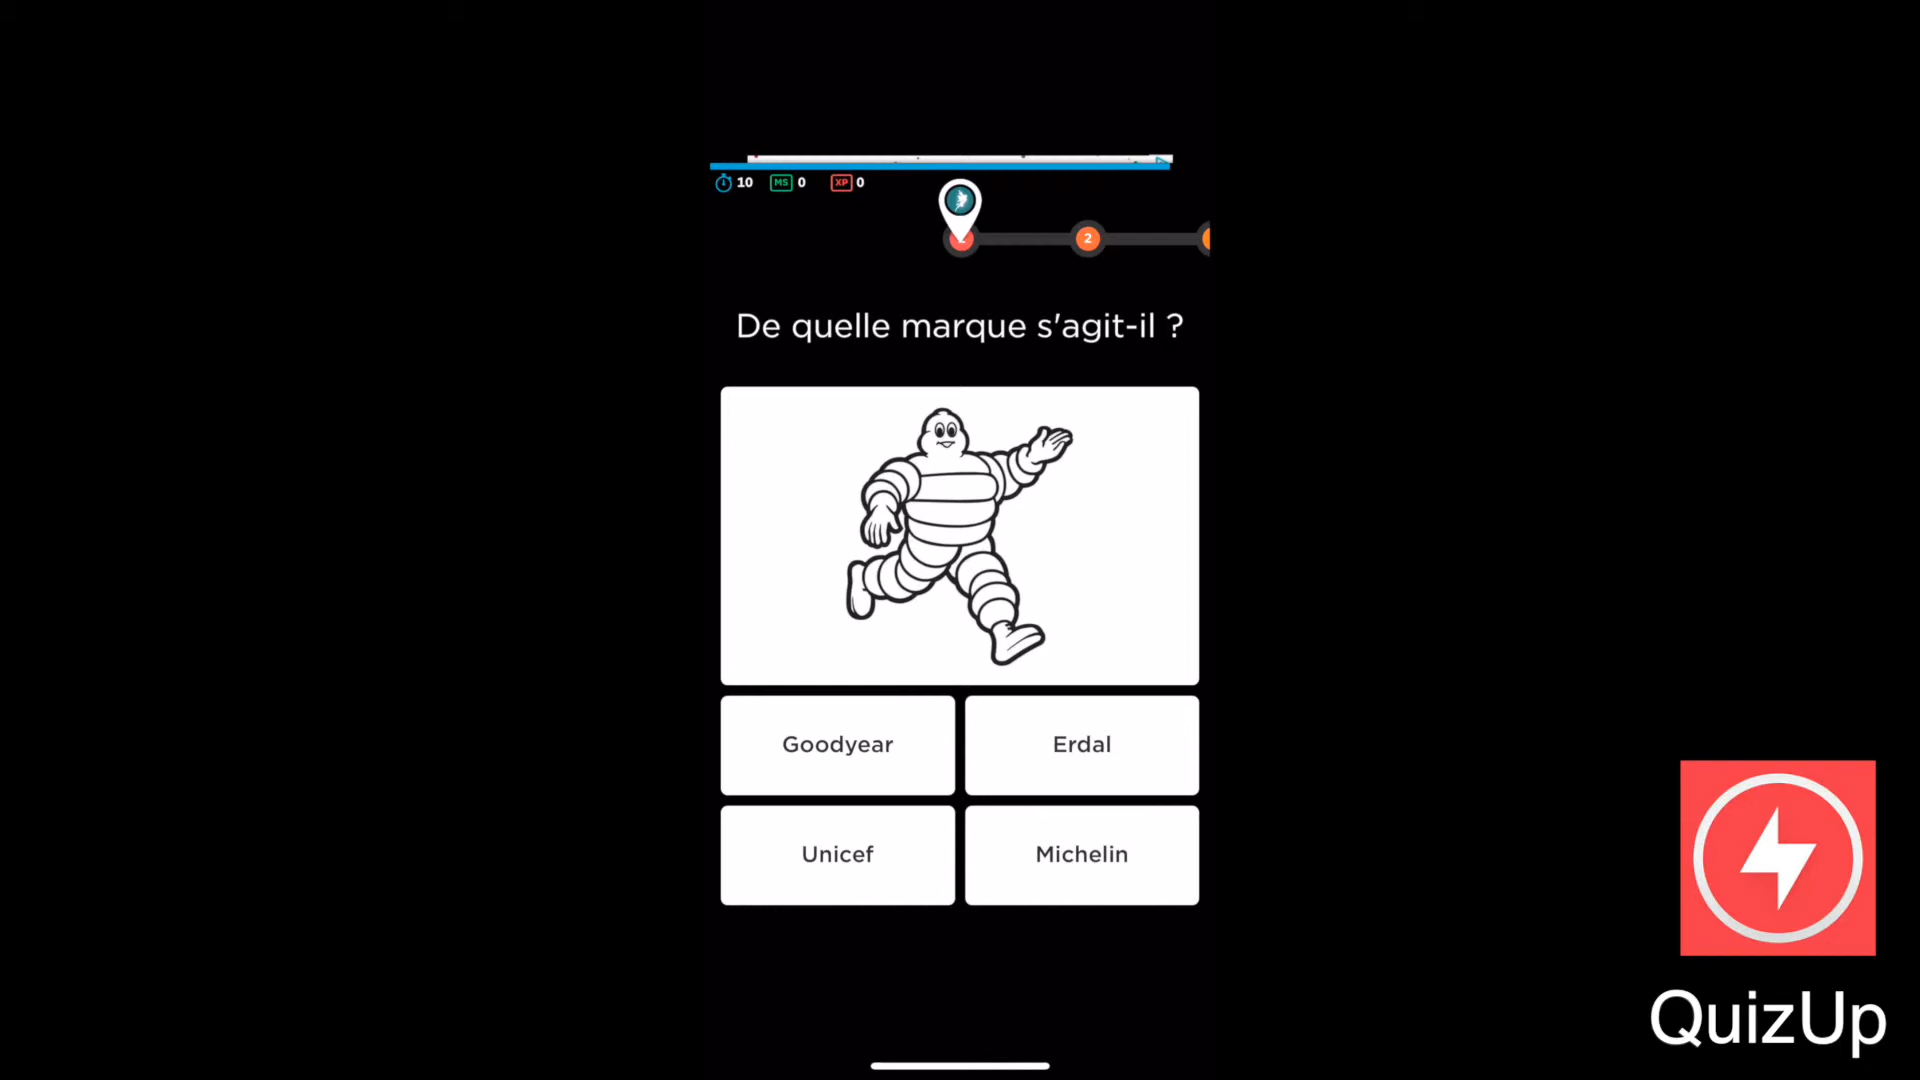 10 MS 0 XP 0
2
De quelle marque s'agit-il ?
Goodyear
Erdal
Unicef
Michelin
QuizUp